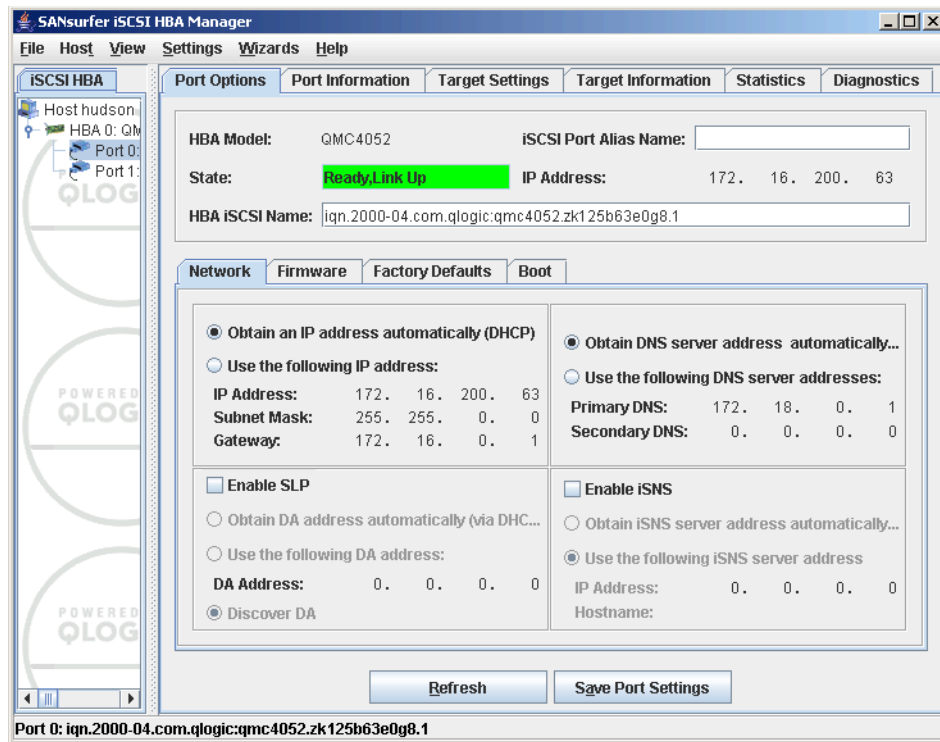 SANsurfer iSCSI HBA Manager
File Host View Settings Wizards Help
iSCSI HBA
Host hudson
HBA 0: QM
Port 0:
Port 1:
QLOG
POWERED
QLOG
POWERED
QLOG
Port Options Port Information Target Settings Target Information Statistics Diagnostics
HBA Model: QMC4052 iSCSI Port Alias Name:
State: Ready,Link Up IP Address: 172. 16. 200. 63
HBA iSCSI Name: iqn.2000-04.com.qlogic:qmc4052.zk125b63e0g8.1
Network Firmware Factory Defaults Boot
Obtain an IP address automatically (DHCP)
Use the following IP address:
IP Address: 172. 16. 200. 63
Subnet Mask: 255. 255. 0. 0
Gateway: 172. 16. 0. 1
Obtain DNS server address automatically...
Use the following DNS server addresses:
Primary DNS: 172. 18. 0. 1
Secondary DNS: 0. 0. 0. 0
Enable SLP
Obtain DA address automatically (via DHC...
Use the following DA address:
DA Address: 0. 0. 0. 0
Discover DA
Enable iSNS
Obtain iSNS server address automatically...
Use the following iSNS server address
IP Address: 0. 0. 0. 0
Hostname:
Refresh Save Port Settings
Port 0: iqn.2000-04.com.qlogic:qmc4052.zk125b63e0g8.1